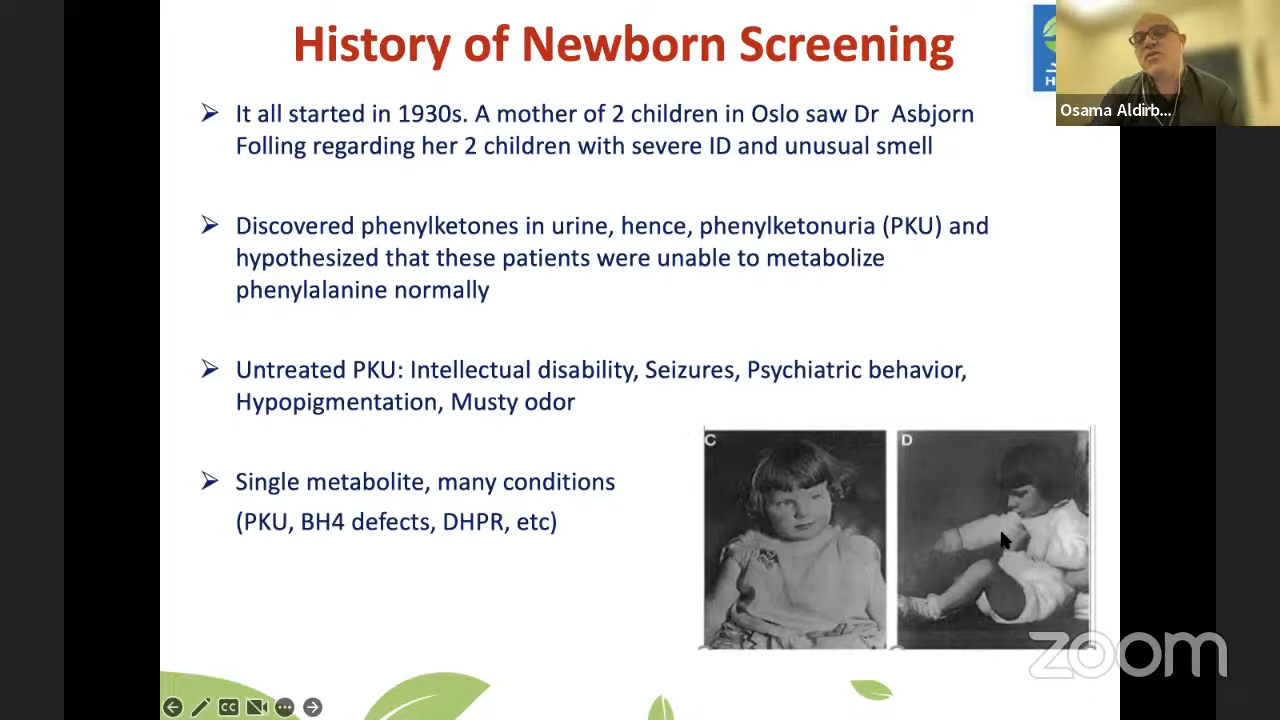 History of Newborn Screening
H
Osama Aldirb...
➢ It all started in 1930s. A mother of 2 children in Oslo saw Dr Asbjorn
Folling regarding her 2 children with severe ID and unusual smell
➢ Discovered phenylketones in urine, hence, phenylketonuria (PKU) and
hypothesized that these patients were unable to metabolize
phenylalanine normally
➢ Untreated PKU: Intellectual disability, Seizures, Psychiatric behavior,
Hypopigmentation, Musty odor
➢ Single metabolite, many conditions
(PKU, BH4 defects, DHPR, etc)
C
D
zoom
CC